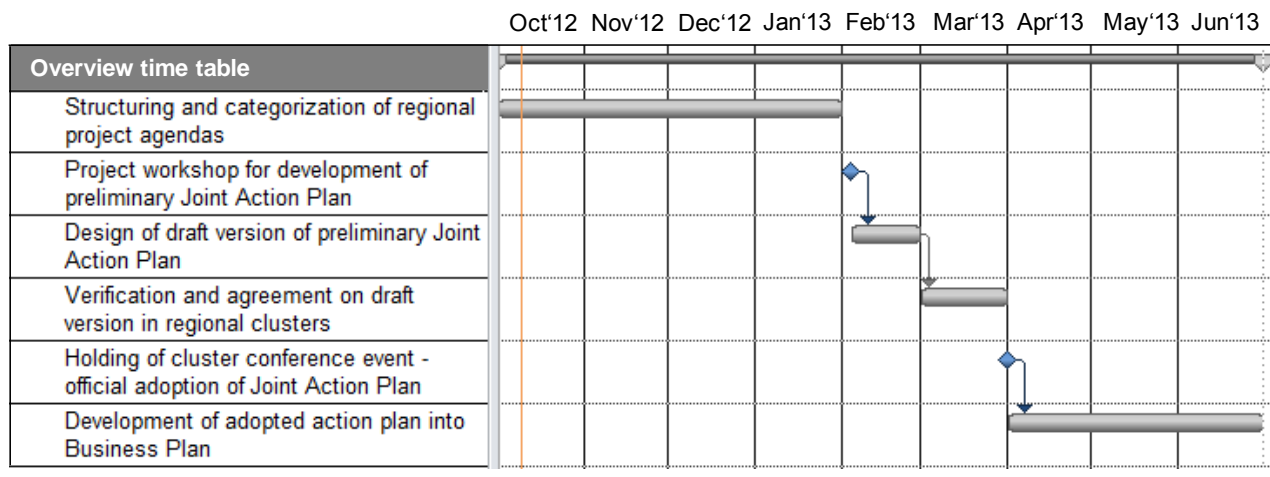 Oct‘12 Nov‘12 Dec‘12 Jan‘13 Feb‘13 Mar‘13 Apr‘13 May‘13 Jun‘13
Overview time table
Structuring and categorization of regional
project agendas
Project workshop for development of
preliminary Joint Action Plan
Design of draft version of preliminary Joint
Action Plan
Verification and agreement on draft
version in regional clusters
Holding of cluster conference event -
official adoption of Joint Action Plan
Development of adopted action plan into
Business Plan